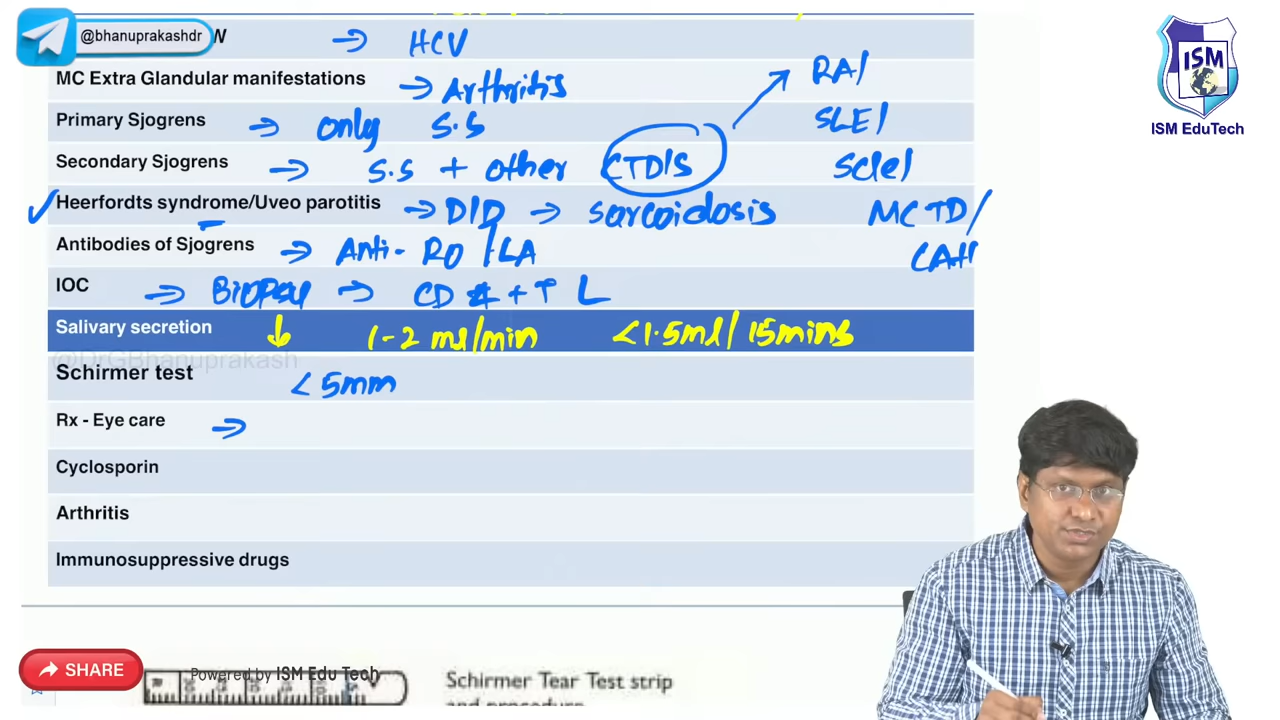 @bhanuprakashdr
→ HCV
MC Extra Glandular manifestations → Arthritis
RA/
Primary Sjogrens → only S.S
SLE/
Secondary Sjogrens → S.S + other CTD/S
Scle/
Heerfordts syndrome/Uveo parotitis → D/D → sarcoidosis
MCTD/
Antibodies of Sjogrens → Anti- RO/LA
CAH
IOC → Biopsy → CD 4 + T L
Salivary secretion ↓ 1-2 ml/min <1.5ml/15mins
@DrGBhanuprakash
Schirmer test <5mm
Rx - Eye care →
Cyclosporin
Arthritis
Immunosuppressive drugs
SHARE
Powered by ISM Edu Tech
Schirmer Tear Test strip
ISM
ISM EduTech